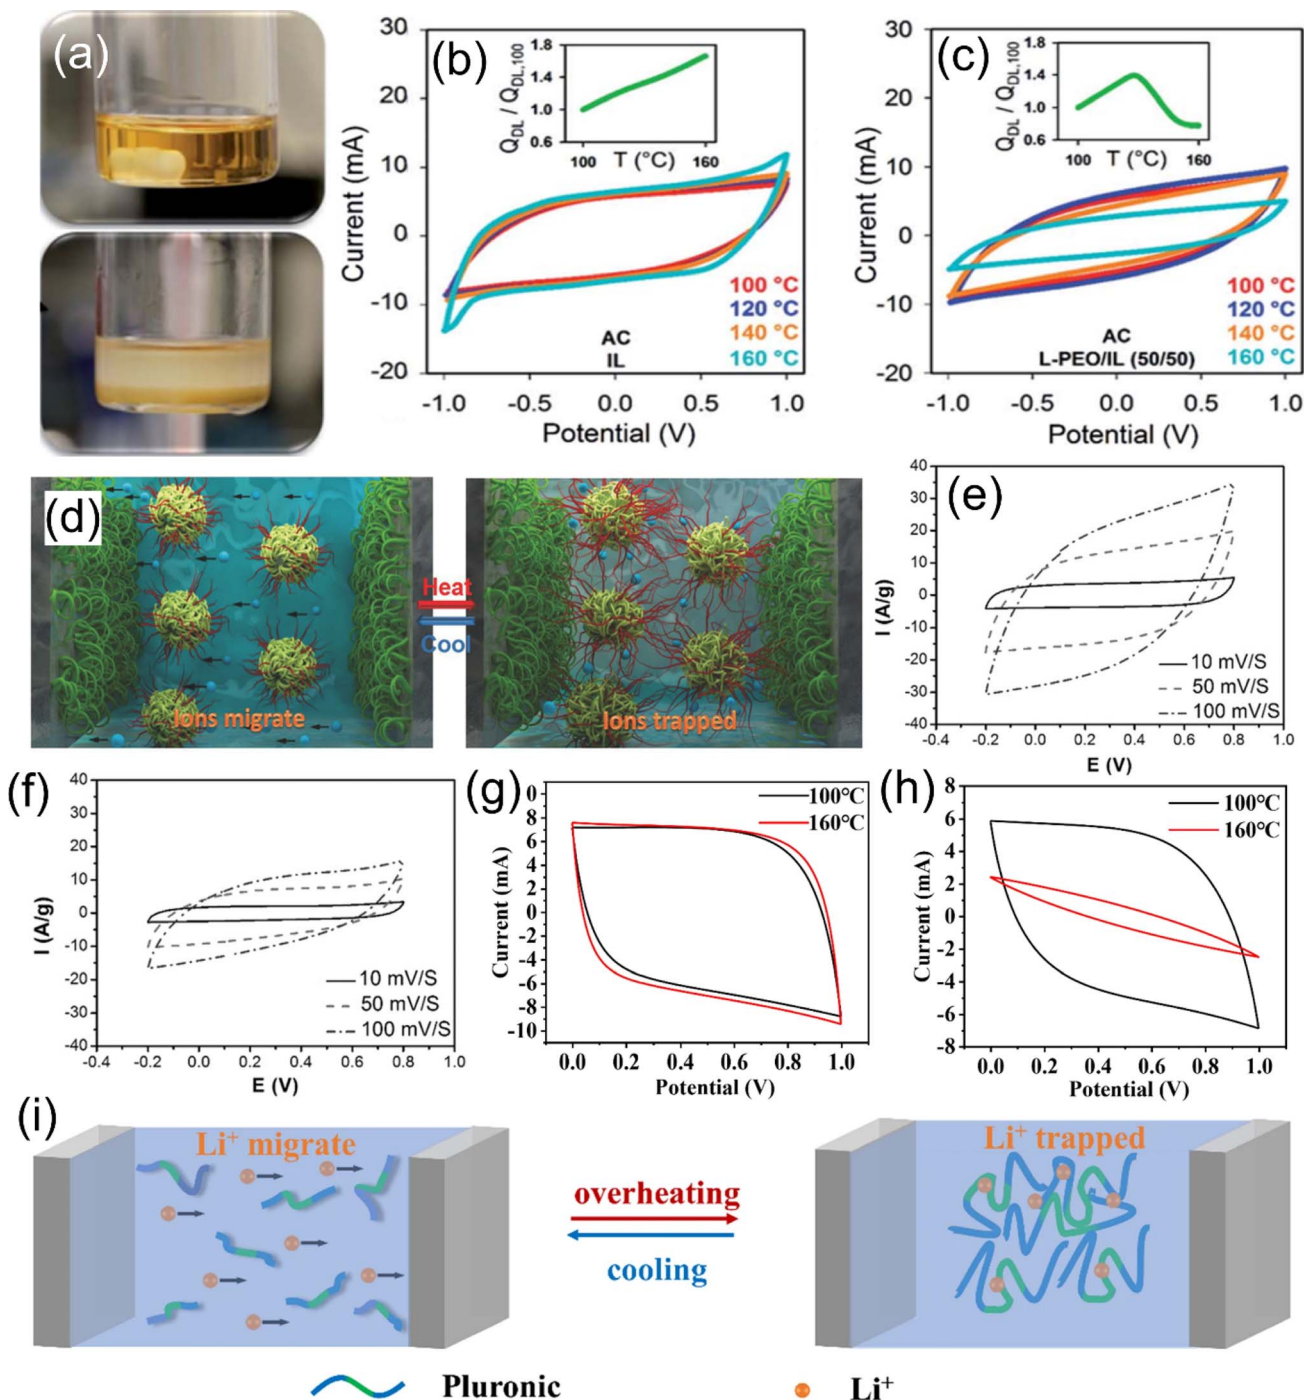 (a)
(b)
30
20
10
0
-10
-20
Current (mA)
1.8
1.4
1.0
0.6
Q_DL / Q_DL,100
100 T (°C) 160
100 °C
120 °C
140 °C
160 °C
AC
IL
-1.0 -0.5 0.0 0.5 1.0
Potential (V)
(c)
30
20
10
0
-10
-20
Current (mA)
1.8
1.4
1.0
0.6
Q_DL / Q_DL,100
100 T (°C) 160
100 °C
120 °C
140 °C
160 °C
AC
L-PEO/IL (50/50)
-1.0 -0.5 0.0 0.5 1.0
Potential (V)
(d)
Ions migrate
Heat
Cool
Ions trapped
(e)
40
30
20
10
0
-10
-20
-30
-40
I (A/g)
10 mV/S
50 mV/S
100 mV/S
-0.4 -0.2 0.0 0.2 0.4 0.6 0.8 1.0
E (V)
(f)
40
30
20
10
0
-10
-20
-30
-40
I (A/g)
10 mV/S
50 mV/S
100 mV/S
-0.4 -0.2 0.0 0.2 0.4 0.6 0.8 1.0
E (V)
(g)
0
8
6
4
2
0
-2
-4
-6
-8
-10
Current (mA)
100°C
160°C
0.0 0.2 0.4 0.6 0.8 1.0
Potential (V)
(h)
8
6
4
2
0
-2
-4
-6
-8
Current (mA)
100°C
160°C
0.0 0.2 0.4 0.6 0.8 1.0
Potential (V)
(i)
Li⁺ migrate
overheating
cooling
Li⁺ trapped
Pluronic
Li⁺